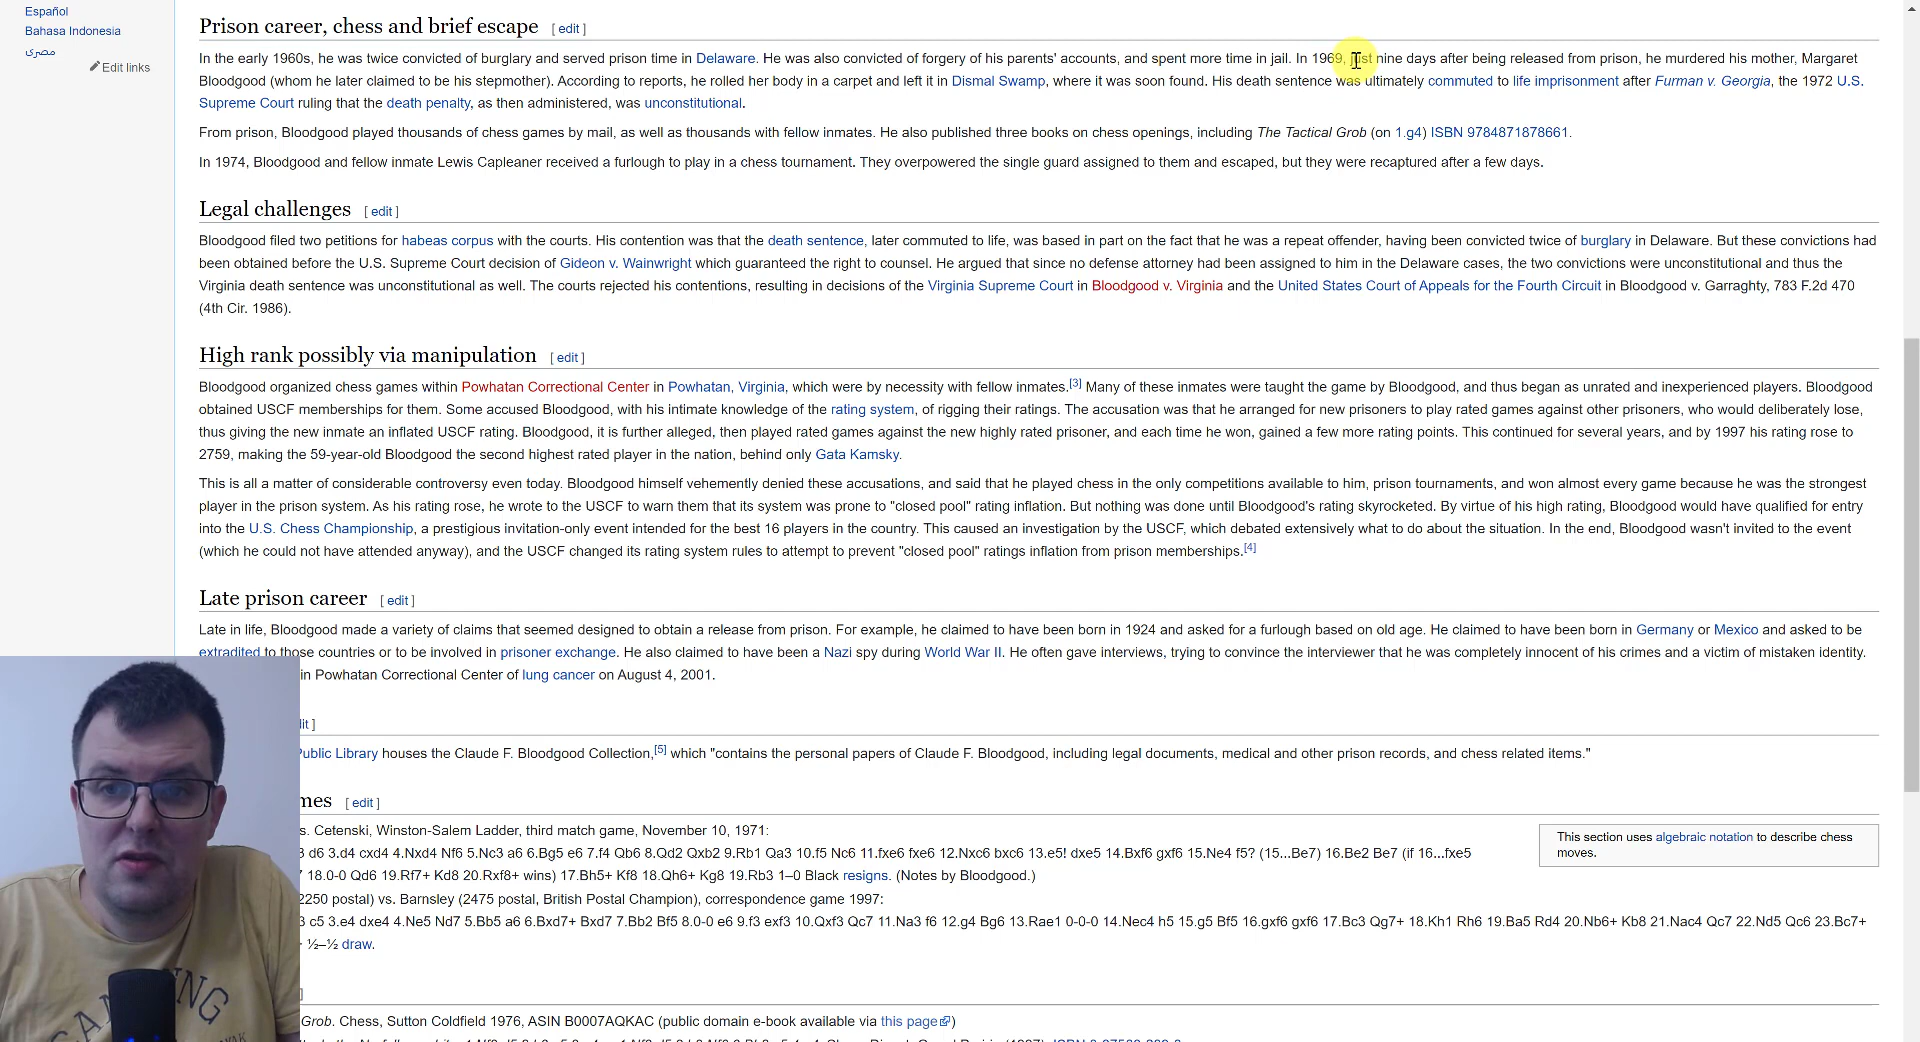 Español
Bahasa Indonesia
مصرى
Edit links
Prison career, chess and brief escape [ edit ]
In the early 1960s, he was twice convicted of burglary and served prison time in Delaware. He was also convicted of forgery of his parents' accounts, and spent more time in jail. In 1969, just nine days after being released from prison, he murdered his mother, Margaret
Bloodgood (whom he later claimed to be his stepmother). According to reports, he rolled her body in a carpet and left it in Dismal Swamp, where it was soon found. His death sentence was ultimately commuted to life imprisonment after Furman v. Georgia, the 1972 U.S.
Supreme Court ruling that the death penalty, as then administered, was unconstitutional.
From prison, Bloodgood played thousands of chess games by mail, as well as thousands with fellow inmates. He also published three books on chess openings, including The Tactical Grob (on 1.g4) ISBN 9784871878661.
In 1974, Bloodgood and fellow inmate Lewis Capleaner received a furlough to play in a chess tournament. They overpowered the single guard assigned to them and escaped, but they were recaptured after a few days.
Legal challenges [ edit ]
Bloodgood filed two petitions for habeas corpus with the courts. His contention was that the death sentence, later commuted to life, was based in part on the fact that he was a repeat offender, having been convicted twice of burglary in Delaware. But these convictions had
been obtained before the U.S. Supreme Court decision of Gideon v. Wainwright which guaranteed the right to counsel. He argued that since no defense attorney had been assigned to him in the Delaware cases, the two convictions were unconstitutional and thus the
Virginia death sentence was unconstitutional as well. The courts rejected his contentions, resulting in decisions of the Virginia Supreme Court in Bloodgood v. Virginia and the United States Court of Appeals for the Fourth Circuit in Bloodgood v. Garraghty, 783 F.2d 470
(4th Cir. 1986).
High rank possibly via manipulation [ edit ]
Bloodgood organized chess games within Powhatan Correctional Center in Powhatan, Virginia, which were by necessity with fellow inmates.[3] Many of these inmates were taught the game by Bloodgood, and thus began as unrated and inexperienced players. Bloodgood
obtained USCF memberships for them. Some accused Bloodgood, with his intimate knowledge of the rating system, of rigging their ratings. The accusation was that he arranged for new prisoners to play rated games against other prisoners, who would deliberately lose,
thus giving the new inmate an inflated USCF rating. Bloodgood, it is further alleged, then played rated games against the new highly rated prisoner, and each time he won, gained a few more rating points. This continued for several years, and by 1997 his rating rose to
2759, making the 59-year-old Bloodgood the second highest rated player in the nation, behind only Gata Kamsky.
This is all a matter of considerable controversy even today. Bloodgood himself vehemently denied these accusations, and said that he played chess in the only competitions available to him, prison tournaments, and won almost every game because he was the strongest
player in the prison system. As his rating rose, he wrote to the USCF to warn them that its system was prone to "closed pool" rating inflation. But nothing was done until Bloodgood's rating skyrocketed. By virtue of his high rating, Bloodgood would have qualified for entry
into the U.S. Chess Championship, a prestigious invitation-only event intended for the best 16 players in the country. This caused an investigation by the USCF, which debated extensively what to do about the situation. In the end, Bloodgood wasn't invited to the event
(which he could not have attended anyway), and the USCF changed its rating system rules to attempt to prevent "closed pool" ratings inflation from prison memberships.[4]
Late prison career [ edit ]
Late in life, Bloodgood made a variety of claims that seemed designed to obtain a release from prison. For example, he claimed to have been born in 1924 and asked for a furlough based on old age. He claimed to have been born in Germany or Mexico and asked to be
extradited to those countries or to be involved in prisoner exchange. He also claimed to have been a Nazi spy during World War II. He often gave interviews, trying to convince the interviewer that he was completely innocent of his crimes and a victim of mistaken identity.
in Powhatan Correctional Center of lung cancer on August 4, 2001.
it ]
Public Library houses the Claude F. Bloodgood Collection,[5] which "contains the personal papers of Claude F. Bloodgood, including legal documents, medical and other prison records, and chess related items."
mes [ edit ]
s. Cetenski, Winston-Salem Ladder, third match game, November 10, 1971:
3 d6 3.d4 cxd4 4.Nxd4 Nf6 5.Nc3 a6 6.Bg5 e6 7.f4 Qb6 8.Qd2 Qxb2 9.Rb1 Qa3 10.f5 Nc6 11.fxe6 fxe6 12.Nxc6 bxc6 13.e5! dxe5 14.Bxf6 gxf6 15.Ne4 f5? (15...Be7) 16.Be2 Be7 (if 16...fxe5
18.0-0 Qd6 19.Rf7+ Kd8 20.Rxf8+ wins) 17.Bh5+ Kf8 18.Qh6+ Kg8 19.Rb3 1–0 Black resigns. (Notes by Bloodgood.)
This section uses algebraic notation to describe chess
moves.
2250 postal) vs. Barnsley (2475 postal, British Postal Champion), correspondence game 1997:
3 c5 3.e4 dxe4 4.Ne5 Nd7 5.Bb5 a6 6.Bxd7+ Bxd7 7.Bb2 Bf5 8.0-0 e6 9.f3 exf3 10.Qxf3 Qc7 11.Na3 f6 12.g4 Bg6 13.Rae1 0-0-0 14.Nec4 h5 15.g5 Bf5 16.gxf6 gxf6 17.Bc3 Qg7+ 18.Kh1 Rh6 19.Ba5 Rd4 20.Nb6+ Kb8 21.Nac4 Qc7 22.Nd5 Qc6 23.Bc7+
½–½ draw.
]
Grob. Chess, Sutton Coldfield 1976, ASIN B0007AQKAC (public domain e-book available via this page)